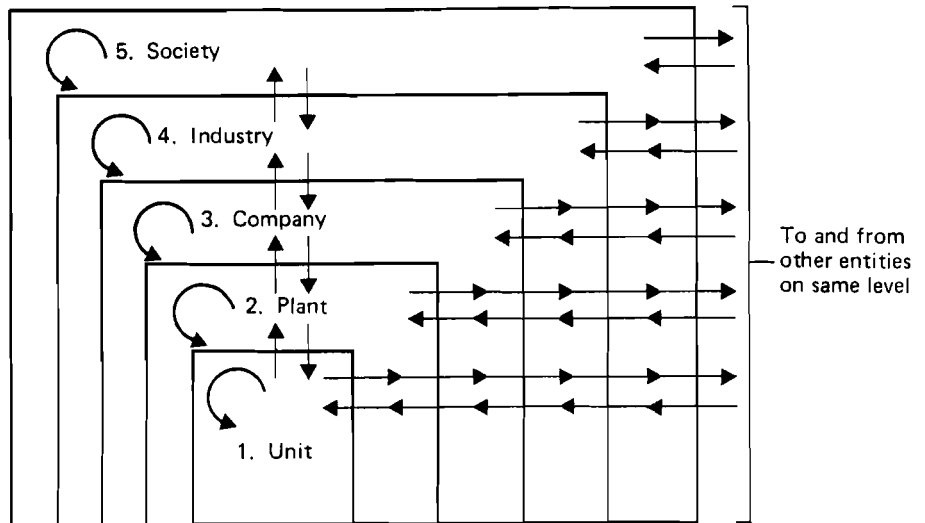 5. Society
4. Industry
3. Company
2. Plant
1. Unit
To and from
other entities
on same level